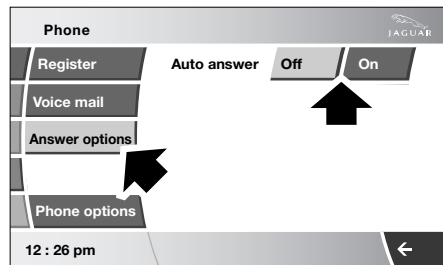 Phone
JAGUAR
Register
Auto answer Off On
Voice mail
Answer options
Phone options
12 : 26 pm